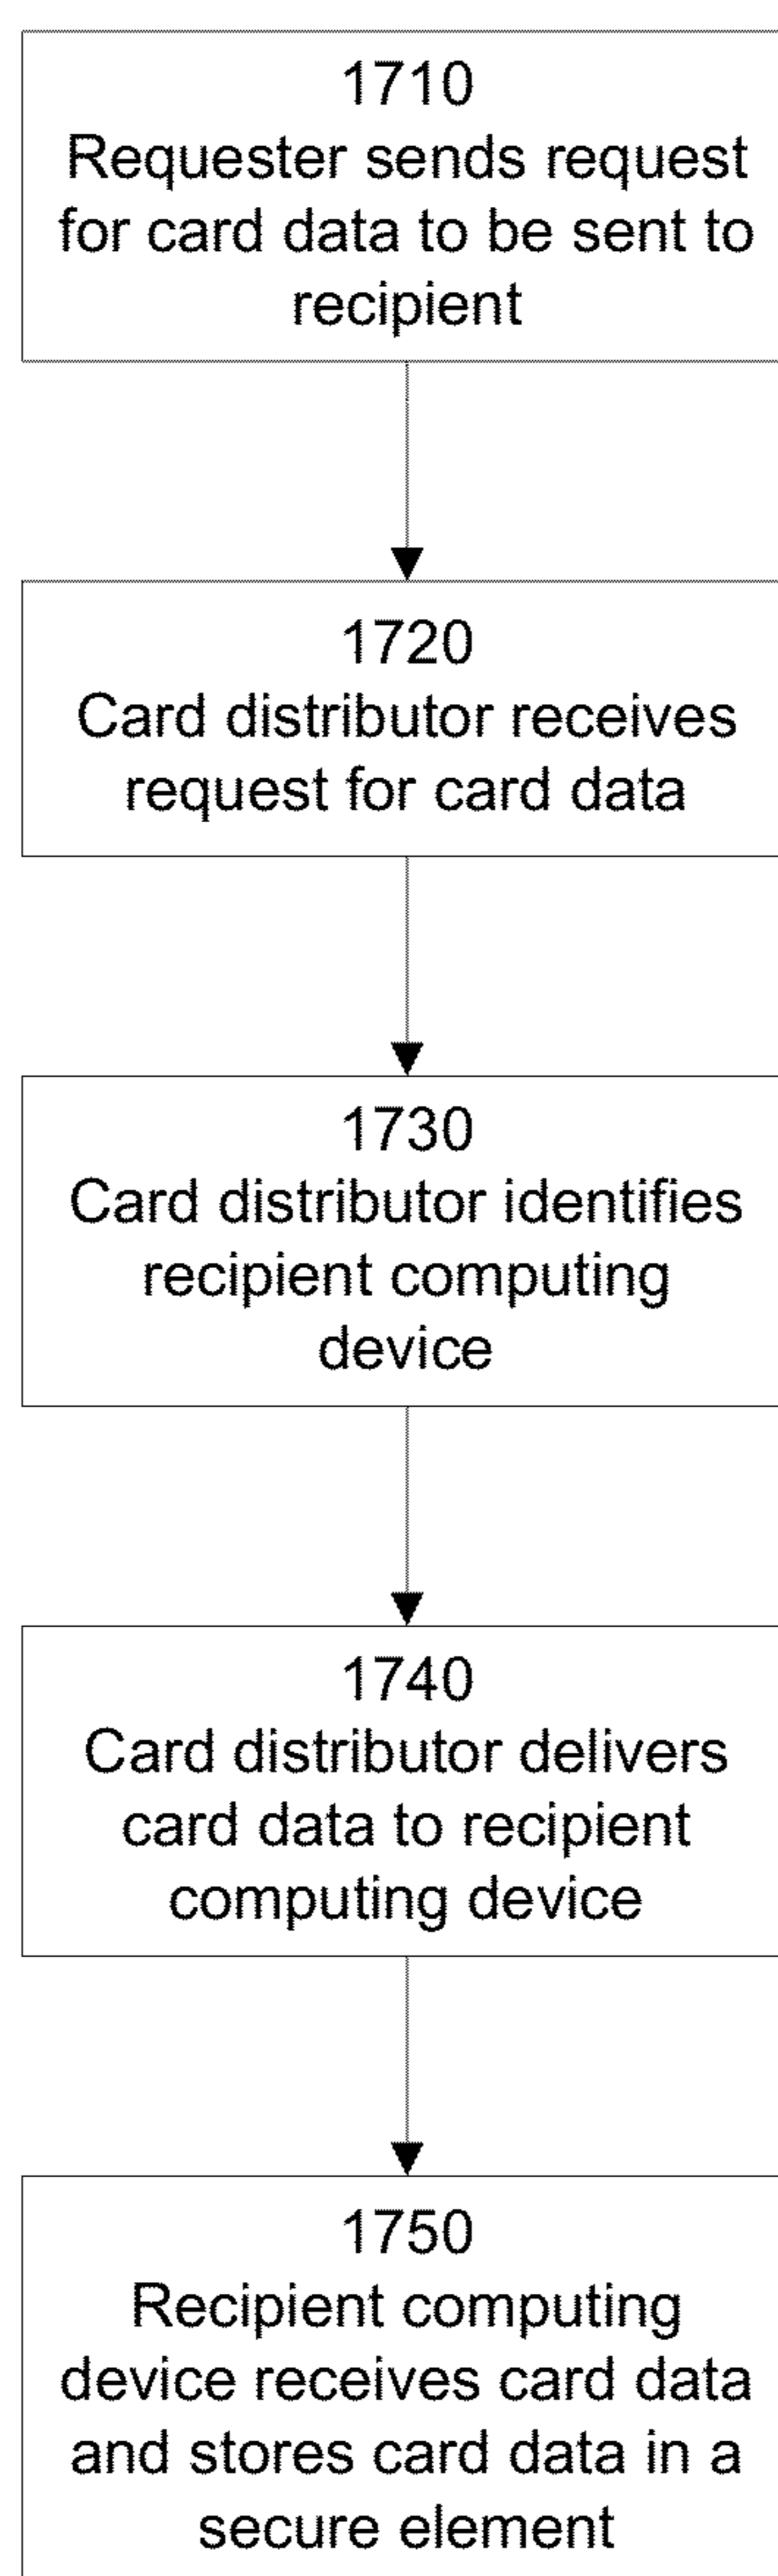 1710
Requester sends request
for card data to be sent to
recipient
1720
Card distributor receives
request for card data
1730
Card distributor identifies
recipient computing
device
1740
Card distributor delivers
card data to recipient
computing device
1750
Recipient computing
device receives card data
and stores card data in a
secure element